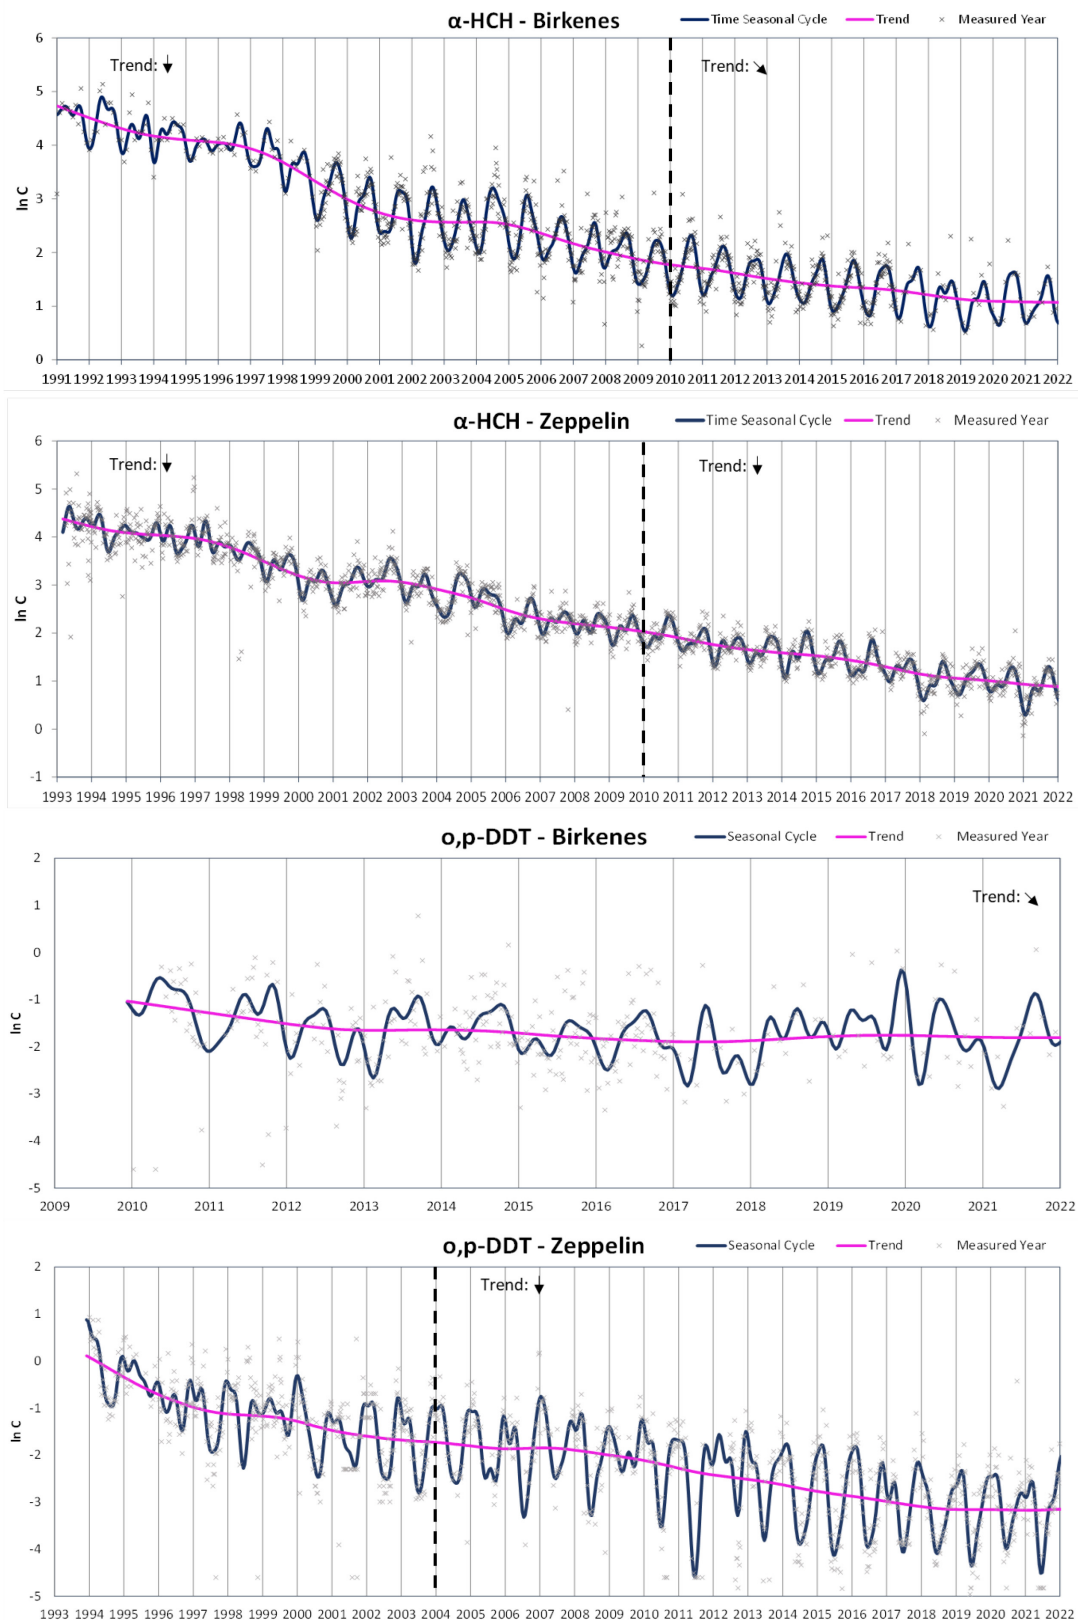 α-HCH - Birkenes
Time Seasonal Cycle Trend Measured Year
Trend: ↓ Trend: ↘
ln C
6
5
4
3
2
1
0
1991 1992 1993 1994 1995 1996 1997 1998 1999 2000 2001 2002 2003 2004 2005 2006 2007 2008 2009 2010 2011 2012 2013 2014 2015 2016 2017 2018 2019 2020 2021 2022
α-HCH - Zeppelin
Time Seasonal Cycle Trend Measured Year
Trend: ↓ Trend: ↓
ln C
6
5
4
3
2
1
0
-1
1993 1994 1995 1996 1997 1998 1999 2000 2001 2002 2003 2004 2005 2006 2007 2008 2009 2010 2011 2012 2013 2014 2015 2016 2017 2018 2019 2020 2021 2022
o,p-DDT - Birkenes
Seasonal Cycle Trend Measured Year
Trend: ↘
ln C
2
1
0
-1
-2
-3
-4
-5
2009 2010 2011 2012 2013 2014 2015 2016 2017 2018 2019 2020 2021 2022
o,p-DDT - Zeppelin
Seasonal Cycle Trend Measured Year
Trend: ↓
ln C
2
1
0
-1
-2
-3
-4
-5
1993 1994 1995 1996 1997 1998 1999 2000 2001 2002 2003 2004 2005 2006 2007 2008 2009 2010 2011 2012 2013 2014 2015 2016 2017 2018 2019 2020 2021 2022